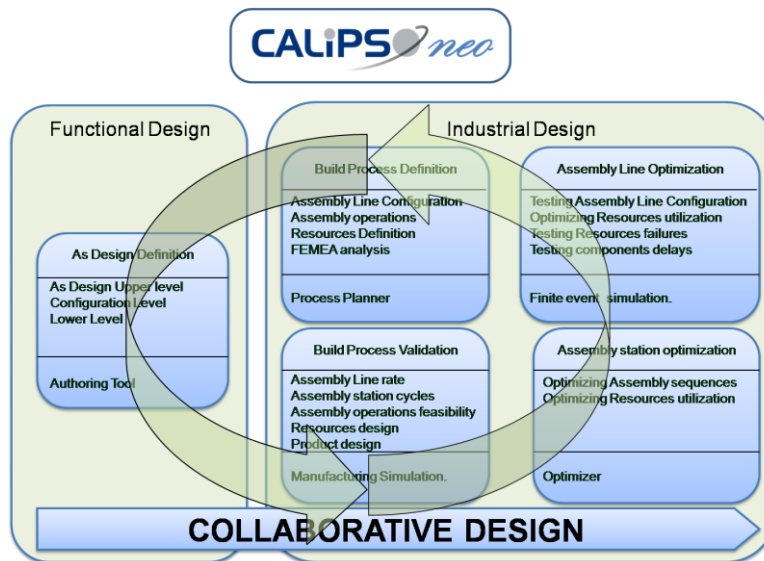 CALiPSO neo
Functional Design
Industrial Design
As Design Definition
As Design Upper level
Configuration Level
Lower Level
Authoring Tool
Build Process Definition
Assembly Line Configuration
Assembly operations
Resources Definition
FEMEA analysis
Process Planner
Assembly Line Optimization
Testing Assembly Line Configuration
Optimizing Resources utilization
Testing Resources failures
Testing components delays
Finite event simulation.
Build Process Validation
Assembly Line rate
Assembly station cycles
Assembly operations feasibility
Resources design
Product design
Manufacturing Simulation.
Assembly station optimization
Optimizing Assembly sequences
Optimizing Resources utilization
Optimizer
COLLABORATIVE DESIGN